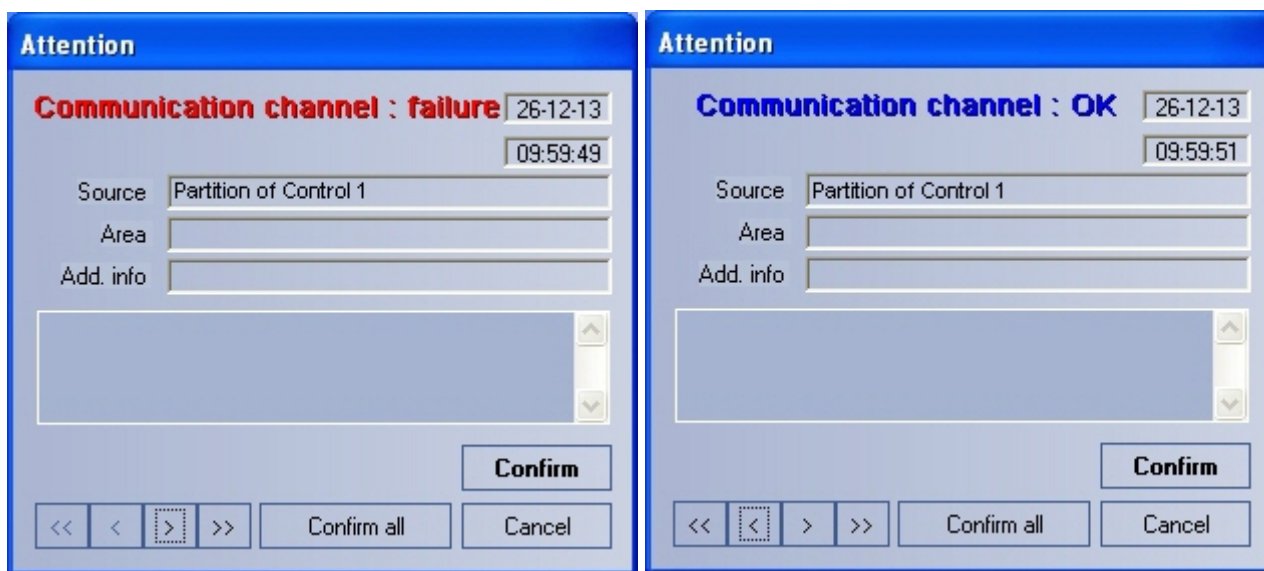 Attention
Communication channel : failure 26-12-13
09:59:49
Source Partition of Control 1
Area
Add. info
Confirm
<< < > >> Confirm all Cancel
Attention
Communication channel : OK 26-12-13
09:59:51
Source Partition of Control 1
Area
Add. info
Confirm
<< < > >> Confirm all Cancel